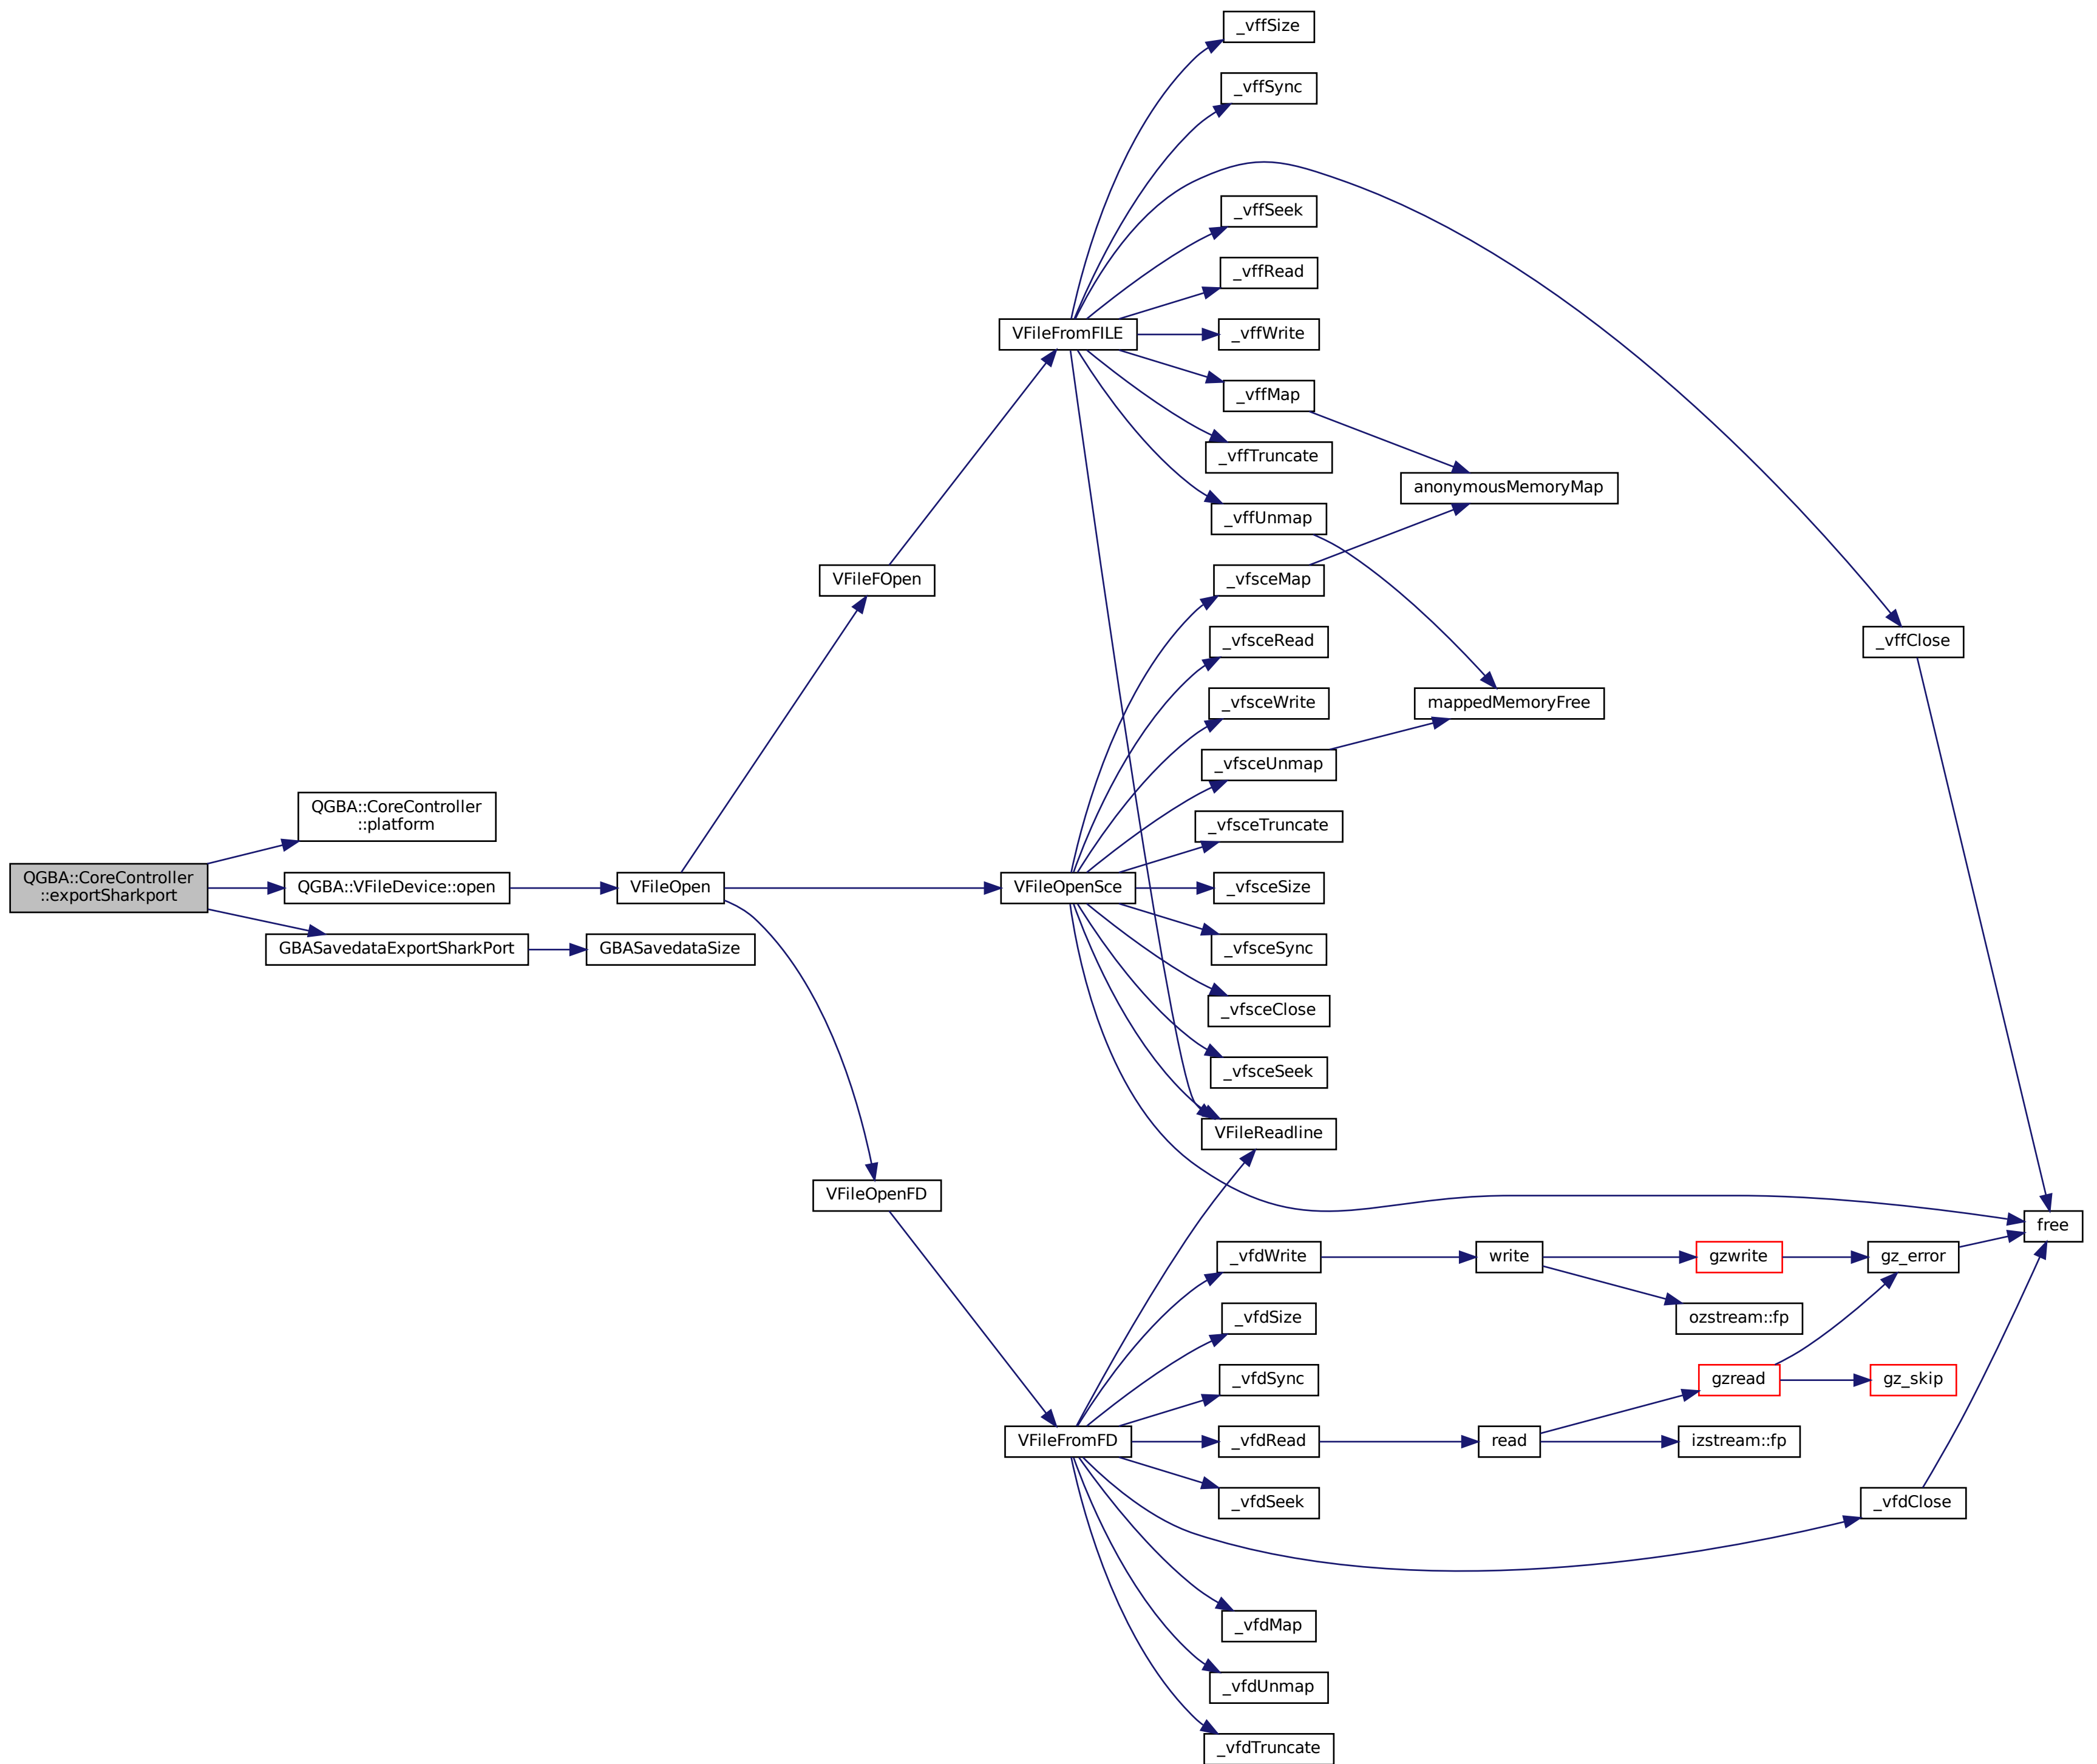 _vffSize
_vffSync
_vffSeek
_vffRead
VFileFromFILE
_vffWrite
_vffMap
_vffTruncate
anonymousMemoryMap
_vffUnmap
VFileFOpen
_vfsceMap
_vfsceRead
_vffClose
_vfsceWrite
mappedMemoryFree
_vfsceUnmap
QGBA::CoreController
::platform
_vfsceTruncate
QGBA::CoreController
::exportSharkport
QGBA::VFileDevice::open
VFileOpen
VFileOpenSce
_vfsceSize
GBASavedataExportSharkPort
GBASavedataSize
_vfsceSync
_vfsceClose
_vfsceSeek
VFileReadline
VFileOpenFD
free
_vfdWrite
write
gzwrite
gz_error
_vfdSize
ozstream::fp
_vfdSync
gzread
gz_skip
VFileFromFD
_vfdRead
read
izstream::fp
_vfdSeek
_vfdClose
_vfdMap
_vfdUnmap
_vfdTruncate